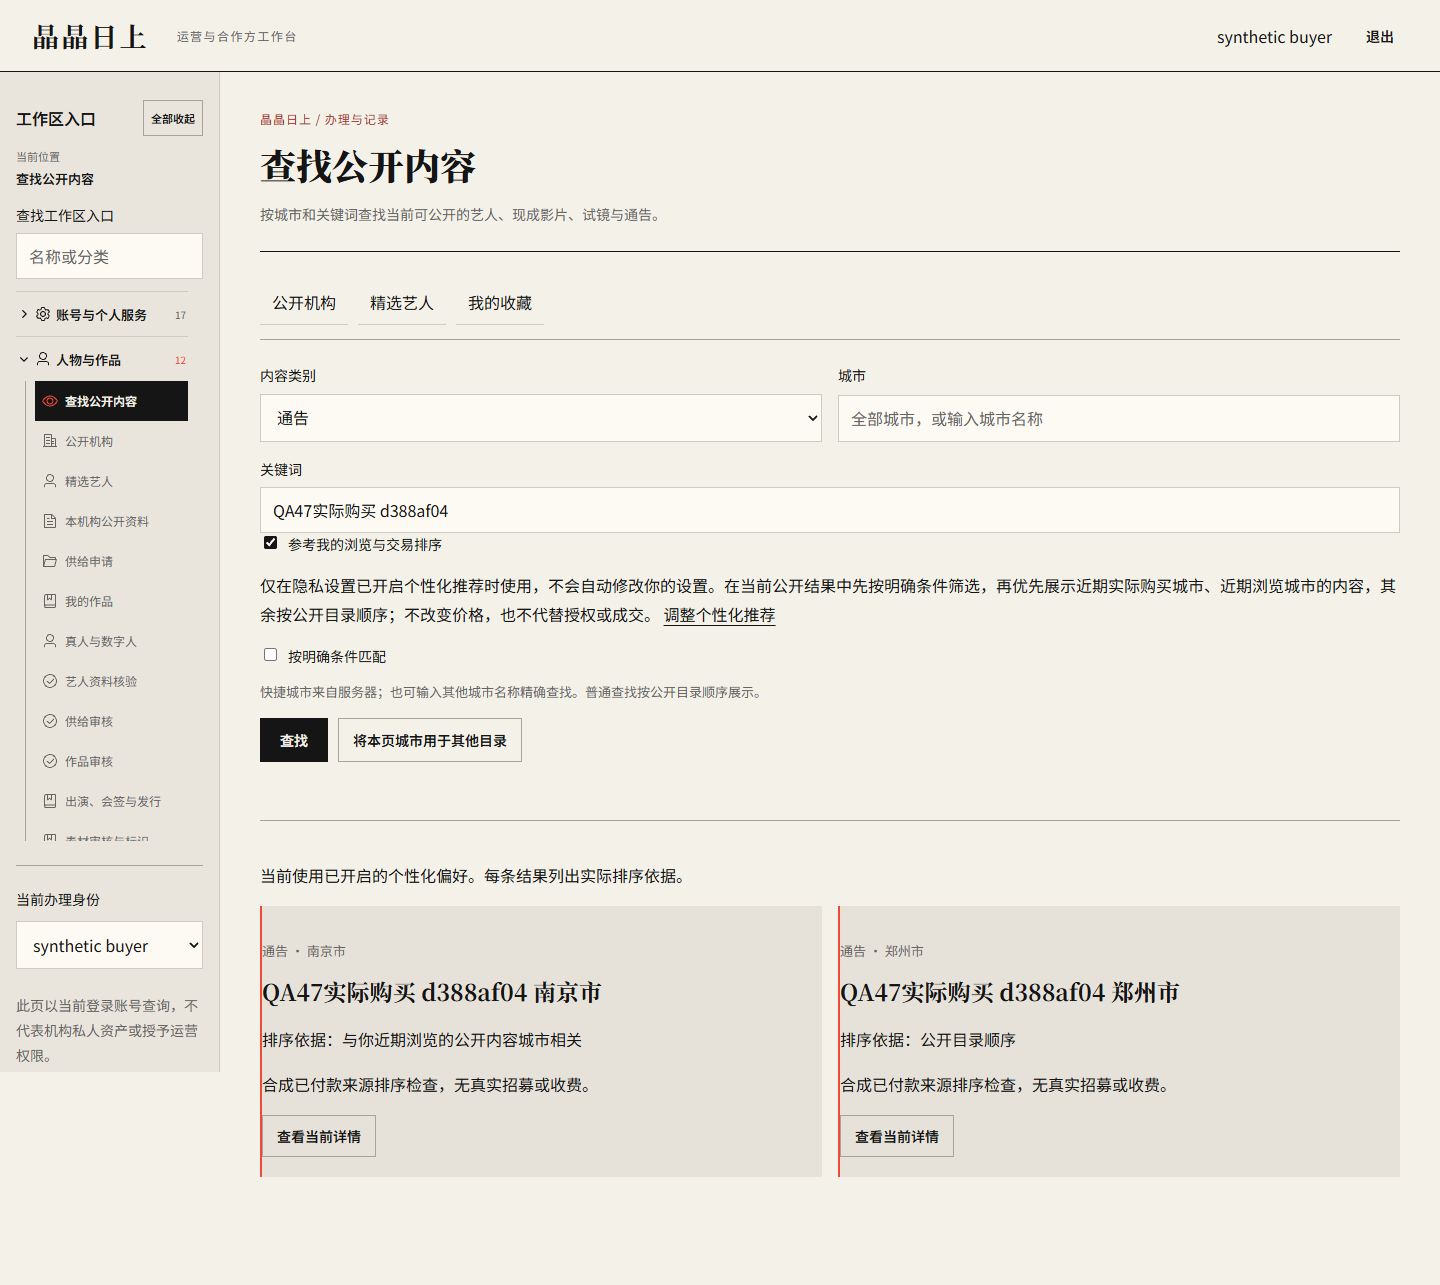 晶晶日上
运营与合作方工作台
synthetic buyer
退出
工作区入口
全部收起
当前位置
查找公开内容
查找工作区入口
名称或分类
账号与个人服务 17
人物与作品 12
查找公开内容
公开机构
精选艺人
本机构公开资料
供给申请
我的作品
真人与数字人
艺人资料核验
供给审核
作品审核
出演、会签与发行
素材审核与标识
当前办理身份
synthetic buyer
此页以当前登录账号查询，不
代表机构私人资产或授予运营
权限。
晶晶日上 / 办理与记录
查找公开内容
按城市和关键词查找当前可公开的艺人、现成影片、试镜与通告。
公开机构
精选艺人
我的收藏
内容类别
通告
城市
全部城市，或输入城市名称
关键词
QA47实际购买 d388af04
参考我的浏览与交易排序
仅在隐私设置已开启个性化推荐时使用，不会自动修改你的设置。在当前公开结果中先按明确条件筛选，再优先展示近期实际购买城市、近期浏览城市的内容，其
余按公开目录顺序；不改变价格，也不代替授权或成交。 调整个性化推荐
按明确条件匹配
快捷城市来自服务器；也可输入其他城市名称精确查找。普通查找按公开目录顺序展示。
查找
将本页城市用于其他目录
当前使用已开启的个性化偏好。每条结果列出实际排序依据。
通告 · 南京市
QA47实际购买 d388af04 南京市
排序依据：与你近期浏览的公开内容城市相关
合成已付款来源排序检查，无真实招募或收费。
查看当前详情
通告 · 郑州市
QA47实际购买 d388af04 郑州市
排序依据：公开目录顺序
合成已付款来源排序检查，无真实招募或收费。
查看当前详情